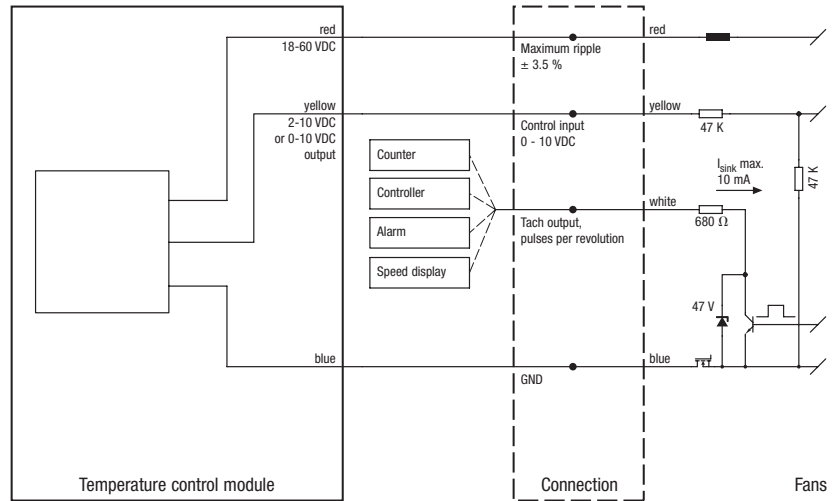 red
18-60 VDC
Maximum ripple
± 3.5 %
red
yellow
2-10 VDC
or 0-10 VDC
output
Control input
0 - 10 VDC
yellow
47 K
47 K
Counter
Controller
Alarm
Speed display
Isink max.
10 mA
white
Tach output,
pulses per revolution
680 Ω
47 V
blue
GND
blue
Temperature control module
Connection
Fans